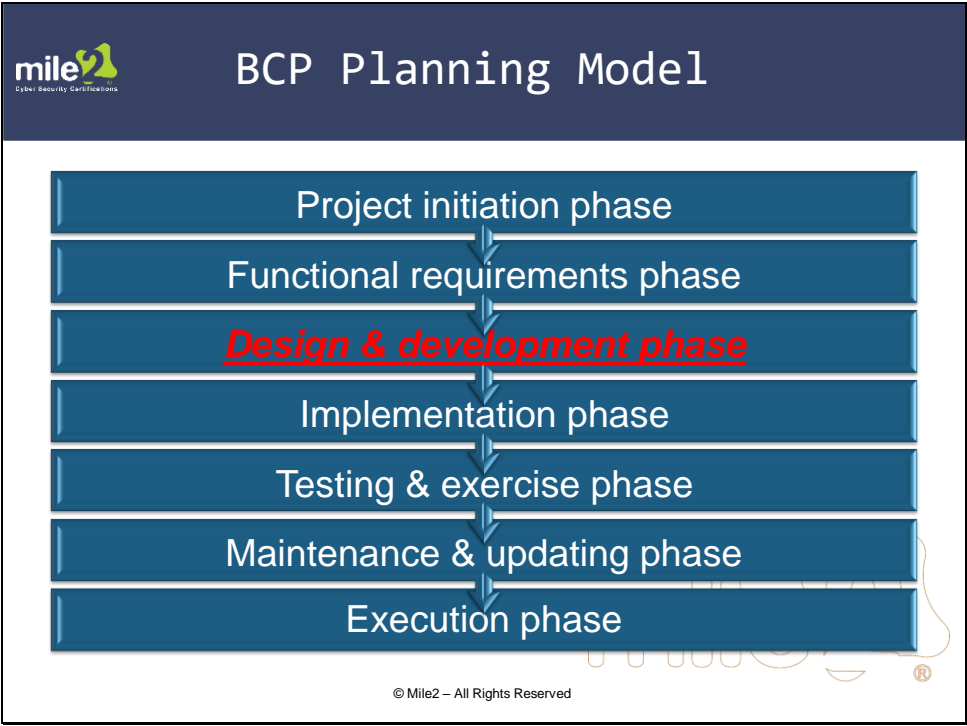 mile2
Cyber Security Certifications
BCP Planning Model
Project initiation phase
Functional requirements phase
Design & development phase
Implementation phase
Testing & exercise phase
Maintenance & updating phase
Execution phase
mile2 ®
© Mile2 – All Rights Reserved